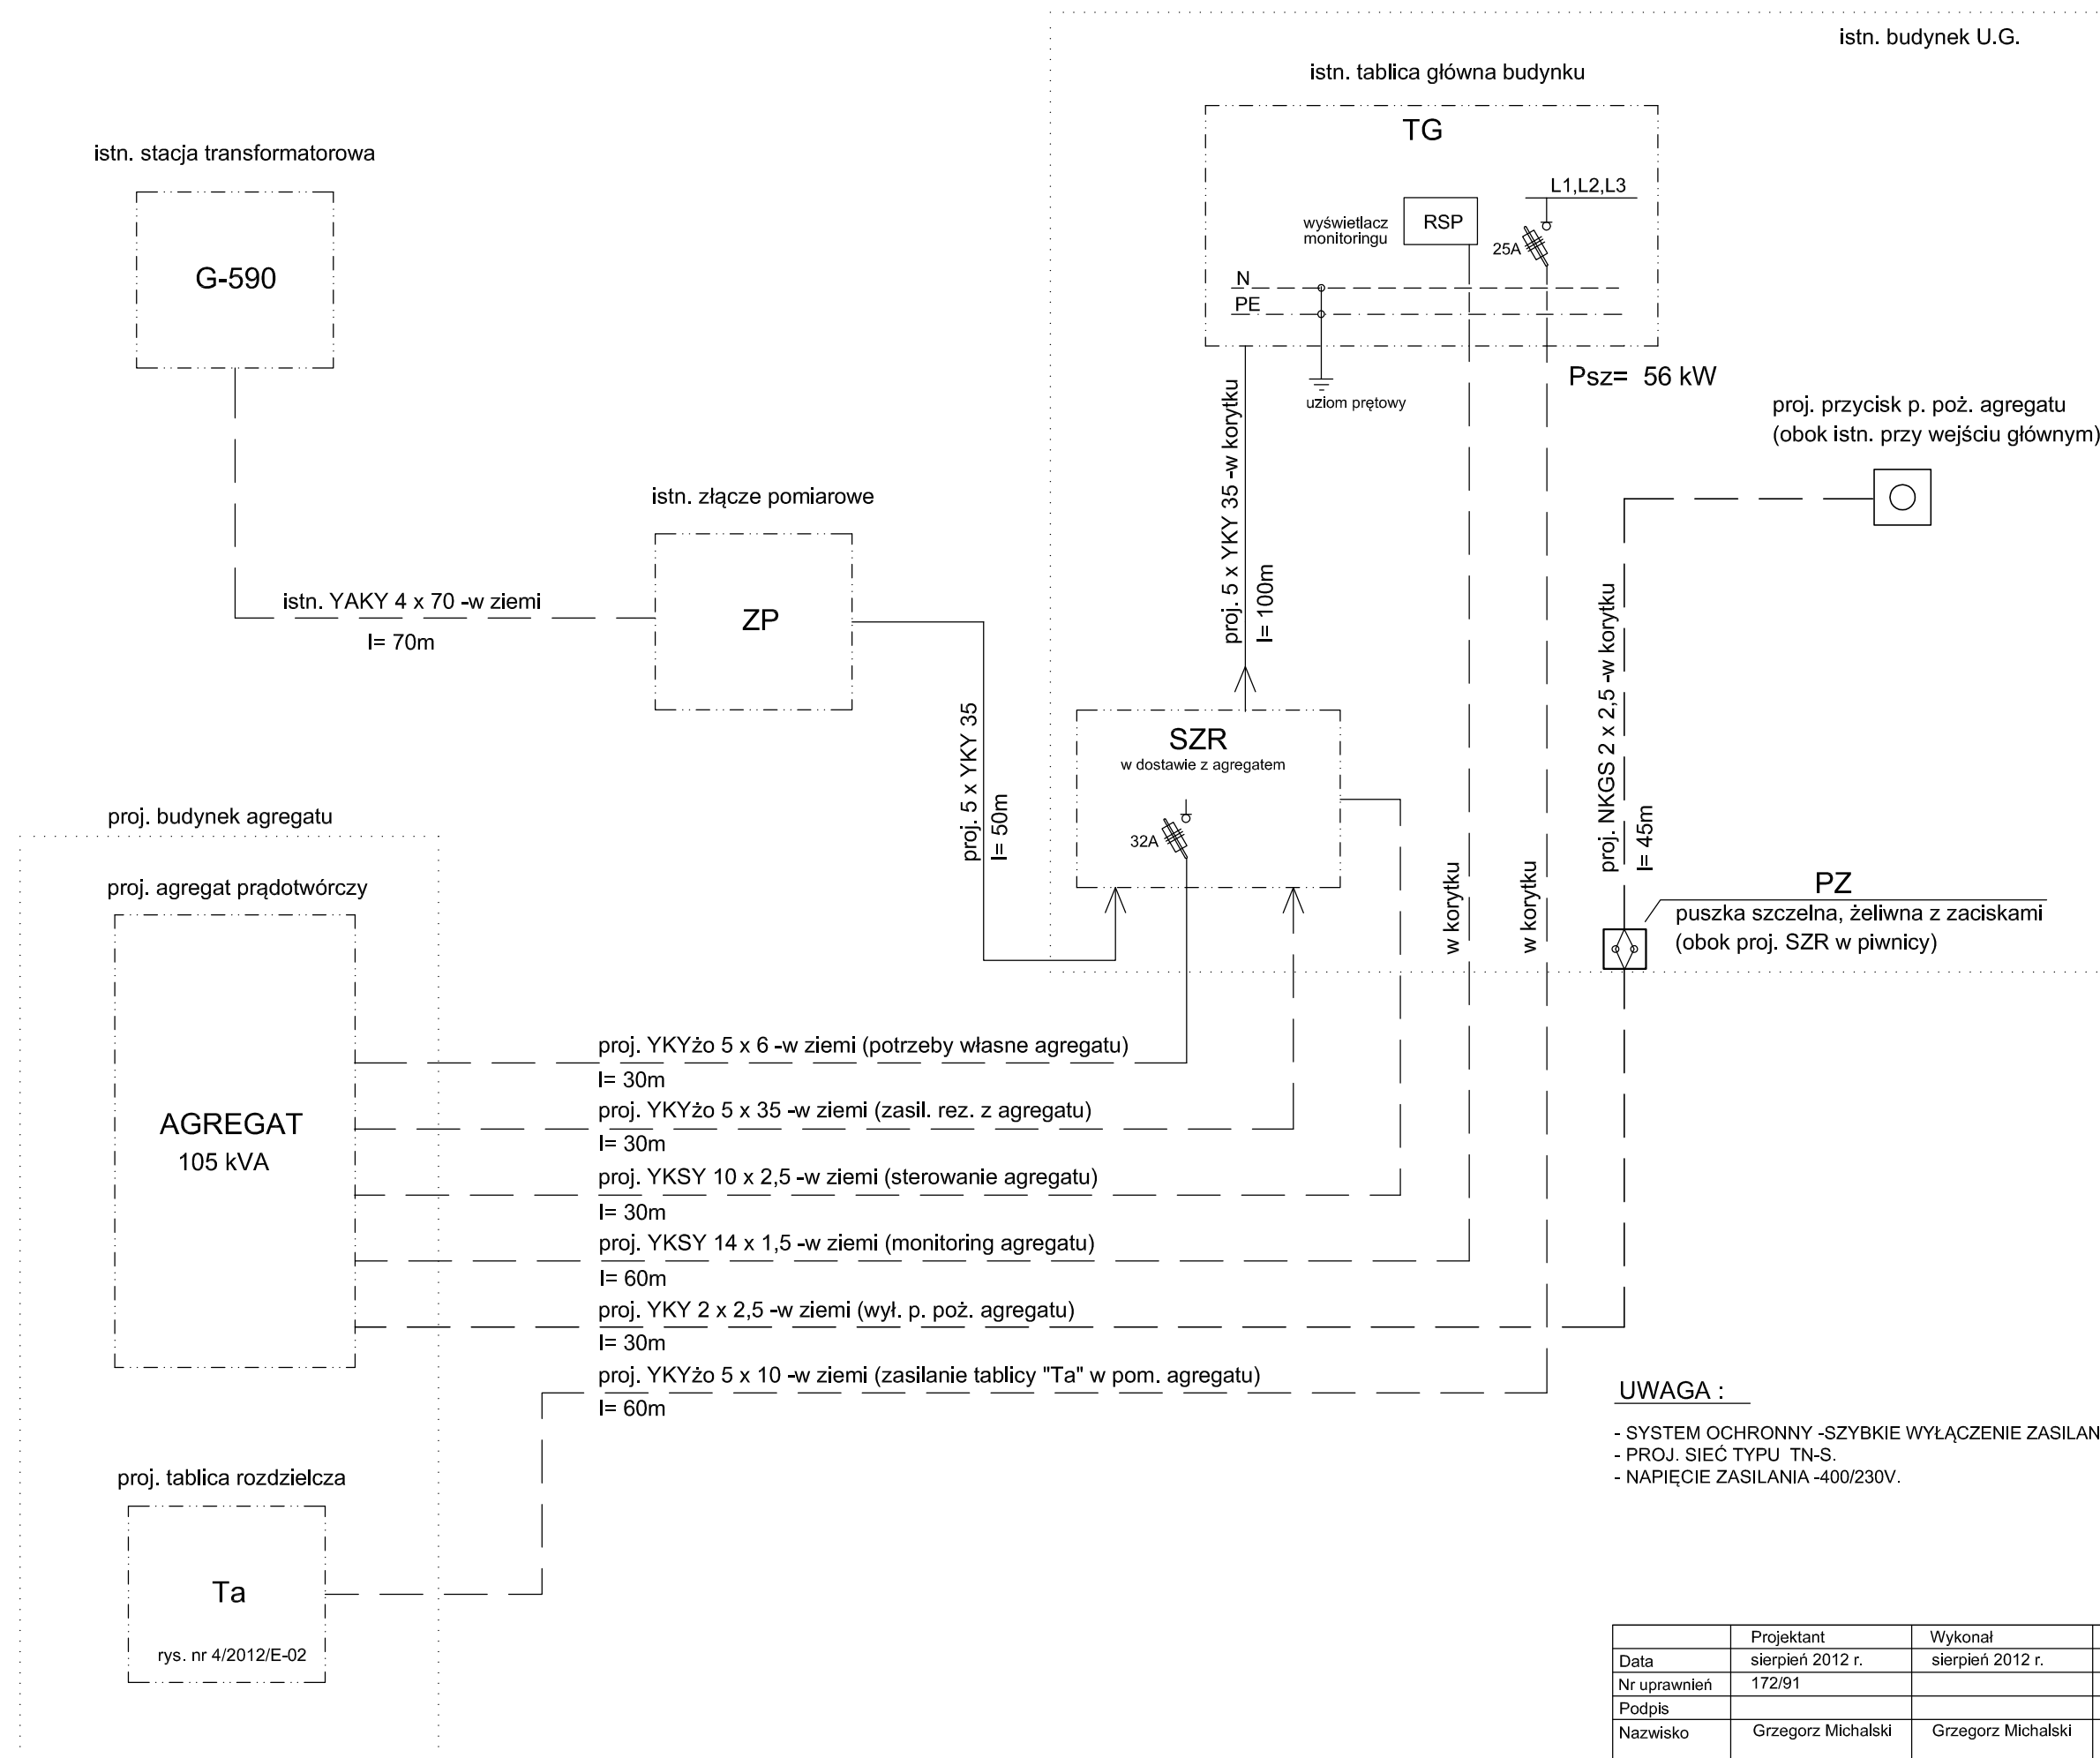 istn. budynek U.G.
istn. tablica główna budynku
TG
L1,L2,L3
wyświetlacz
monitoringu
RSP
25A
N
PE
uziom prętowy
Psz= 56 kW
istn. stacja transformatorowa
G-590
istn. YAKY 4 x 70 -w ziemi
l= 70m
istn. złącze pomiarowe
ZP
proj. 5 x YKY 35
l= 50m
proj. 5 x YKY 35 -w korytku
l= 100m
SZR
w dostawie z agregatem
32A
proj. przycisk p. poż. agregatu
(obok istn. przy wejściu głównym)
proj. NKGS 2 x 2,5 -w korytku
l= 45m
w korytku
w korytku
PZ
puszka szczelna, żeliwna z zaciskami
(obok proj. SZR w piwnicy)
proj. budynek agregatu
proj. agregat prądotwórczy
AGREGAT
105 kVA
proj. YKYżo 5 x 6 -w ziemi (potrzeby własne agregatu)
l= 30m
proj. YKYżo 5 x 35 -w ziemi (zasil. rez. z agregatu)
l= 30m
proj. YKSY 10 x 2,5 -w ziemi (sterowanie agregatu)
l= 30m
proj. YKSY 14 x 1,5 -w ziemi (monitoring agregatu)
l= 60m
proj. YKY 2 x 2,5 -w ziemi (wył. p. poż. agregatu)
l= 30m
proj. YKYżo 5 x 10 -w ziemi (zasilanie tablicy "Ta" w pom. agregatu)
l= 60m
proj. tablica rozdzielcza
Ta
rys. nr 4/2012/E-02
UWAGA :
- SYSTEM OCHRONNY -SZYBKIE WYŁĄCZENIE ZASILAN
- PROJ. SIEĆ TYPU TN-S.
- NAPIĘCIE ZASILANIA -400/230V.
Projektant Wykonał
Data sierpień 2012 r. sierpień 2012 r.
Nr uprawnień 172/91
Podpis
Nazwisko Grzegorz Michalski Grzegorz Michalski